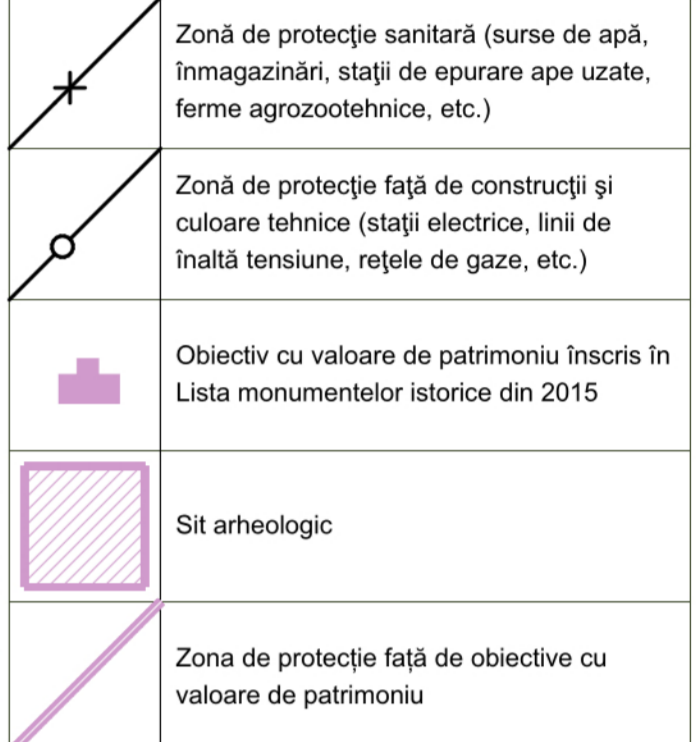 Zonă de protecţie sanitară (surse de apă,
înmagazinări, staţii de epurare ape uzate,
ferme agrozootehnice, etc.)
Zonă de protecţie faţă de construcţii şi
culoare tehnice (staţii electrice, linii de
înaltă tensiune, reţele de gaze, etc.)
Obiectiv cu valoare de patrimoniu înscris în
Lista monumentelor istorice din 2015
Sit arheologic
Zona de protecție față de obiective cu
valoare de patrimoniu